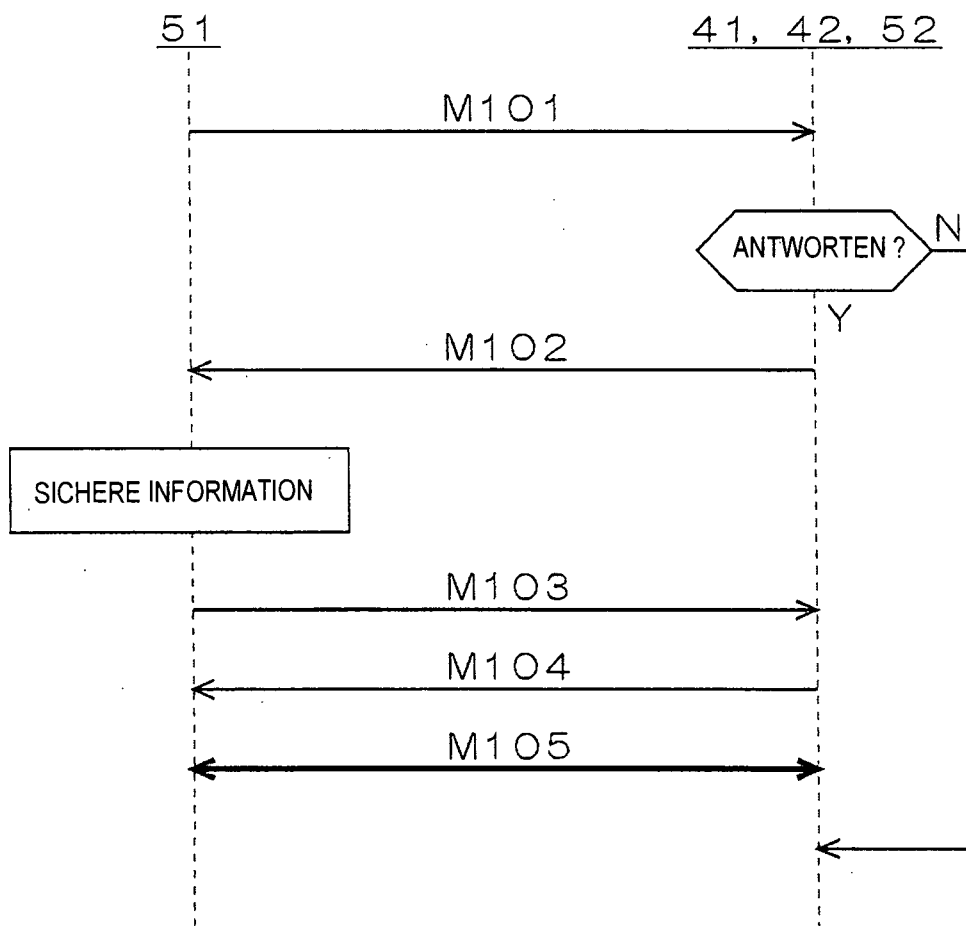 51
41, 42, 52
M101
ANTWORTEN ?
N
Y
M102
SICHERE INFORMATION
M103
M104
M105